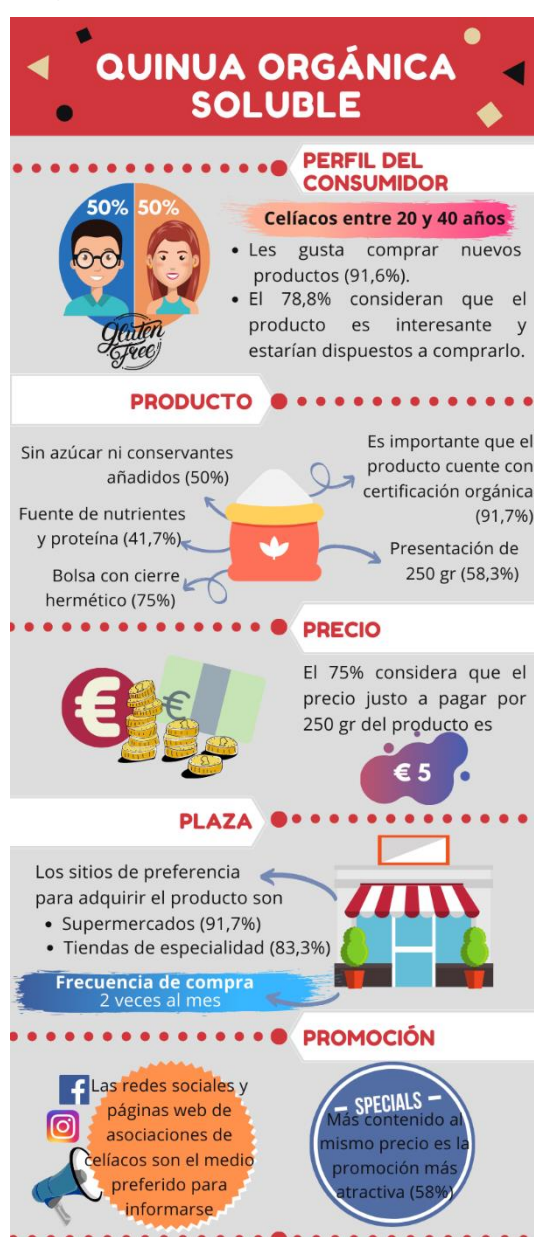 QUINUA ORGÁNICA
SOLUBLE
PERFIL DEL
CONSUMIDOR
50% 50%
Gluten
Free
Celíacos entre 20 y 40 años
• Les gusta comprar nuevos
productos (91,6%).
• El 78,8% consideran que el
producto es interesante y
estarían dispuestos a comprarlo.
PRODUCTO
Sin azúcar ni conservantes
añadidos (50%)
Fuente de nutrientes
y proteína (41,7%)
Bolsa con cierre
hermético (75%)
Es importante que el
producto cuente con
certificación orgánica
(91,7%)
Presentación de
250 gr (58,3%)
PRECIO
€
€
El 75% considera que el
precio justo a pagar por
250 gr del producto es
€ 5
PLAZA
Los sitios de preferencia
para adquirir el producto son
• Supermercados (91,7%)
• Tiendas de especialidad (83,3%)
Frecuencia de compra
2 veces al mes
PROMOCIÓN
Las redes sociales y
páginas web de
asociaciones de
celíacos son el medio
preferido para
informarse
SPECIALS
Más contenido al
mismo precio es la
promoción más
atractiva (58%)